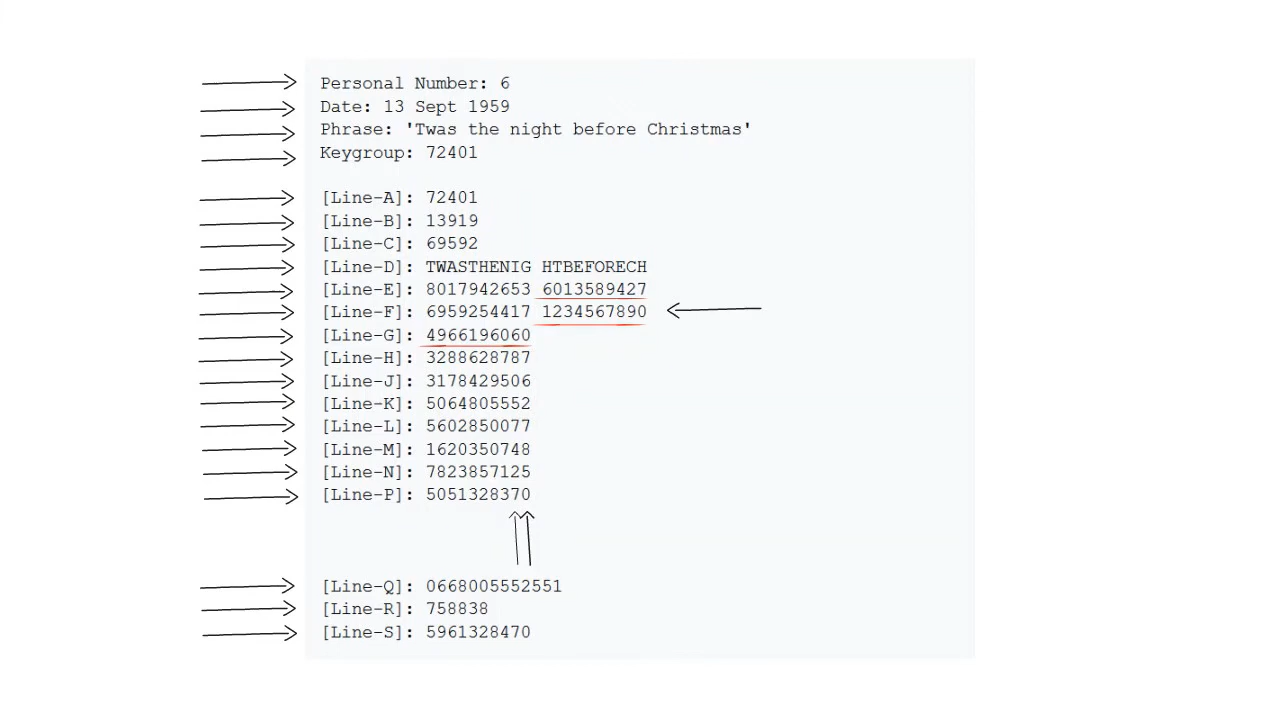 Personal Number: 6
Date: 13 Sept 1959
Phrase: 'Twas the night before Christmas'
Keygroup: 72401
[Line-A]: 72401
[Line-B]: 13919
[Line-C]: 69592
[Line-D]: TWASTHENIG HTBEFORECH
[Line-E]: 8017942653 6013589427
[Line-F]: 6959254417 1234567890
[Line-G]: 4966196060
[Line-H]: 3288628787
[Line-J]: 3178429506
[Line-K]: 5064805552
[Line-L]: 5602850077
[Line-M]: 1620350748
[Line-N]: 7823857125
[Line-P]: 5051328370
[Line-Q]: 0668005552551
[Line-R]: 758838
[Line-S]: 5961328470